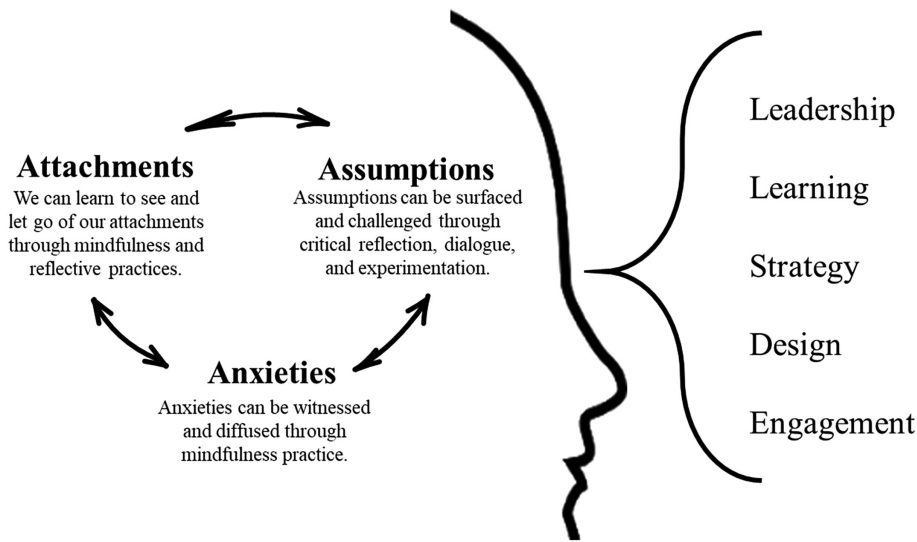 Attachments
We can learn to see and
let go of our attachments
through mindfulness and
reflective practices.
Assumptions
Assumptions can be surfaced
and challenged through
critical reflection, dialogue,
and experimentation.
Anxieties
Anxieties can be witnessed
and diffused through
mindfulness practice.
Leadership
Learning
Strategy
Design
Engagement